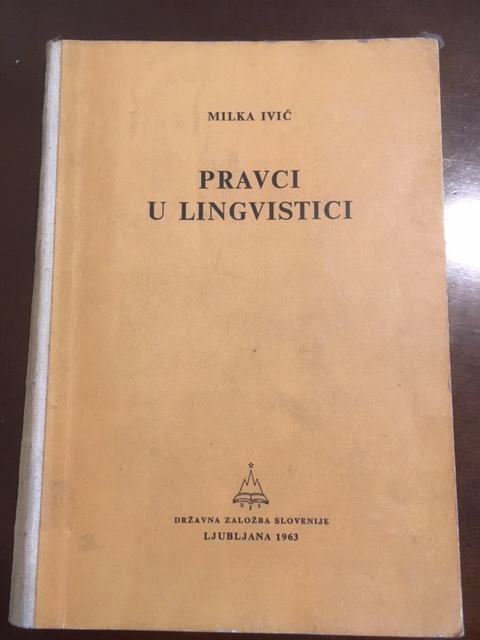 MILKA IVIĆ
PRAVCI
U LINGVISTICI
D Z S
DRŽAVNA ZALOŽBA SLOVENIJE
LJUBLJANA 1963